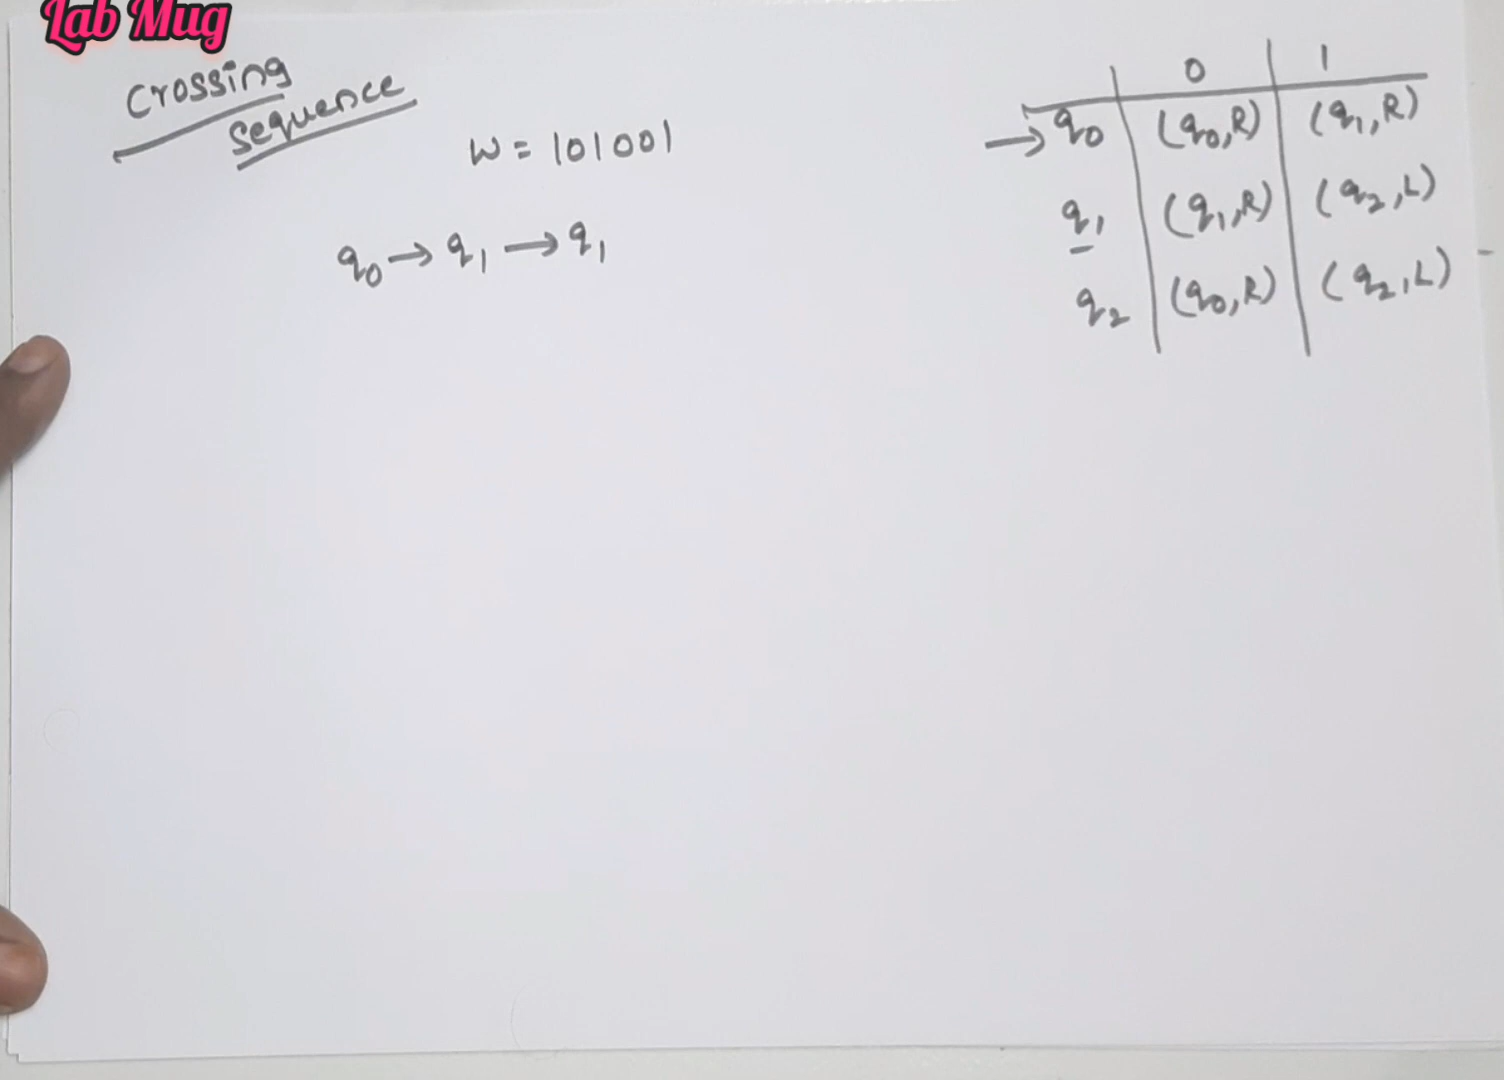 Lab Mug
Crossing
Sequence
W = 101001
q0 → q1 → q1
0 1
→ q0 (q0,R) (q1,R)
q1 (q1,R) (q2,L)
q2 (q0,R) (q2,L)